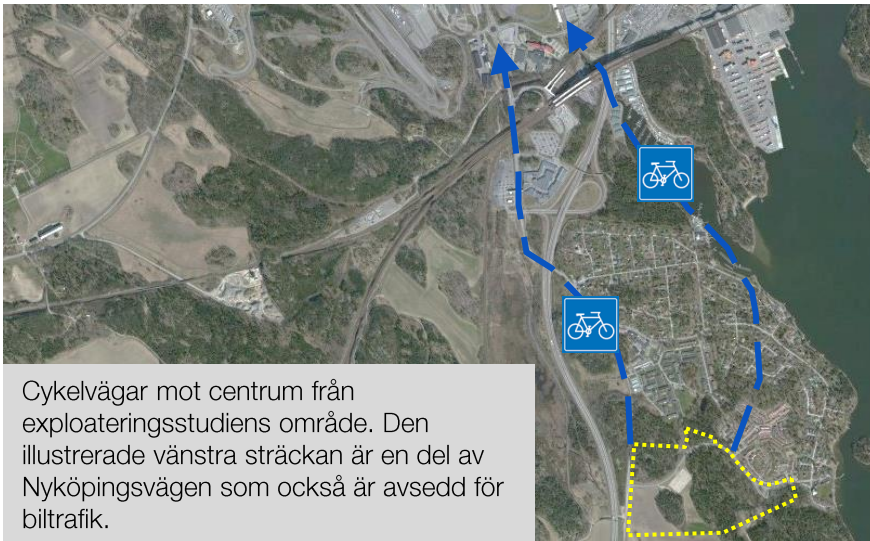 Cykelvägar mot centrum från
exploateringsstudiens område. Den
illustrerade vänstra sträckan är en del av
Nyköpingsvägen som också är avsedd för
biltrafik.